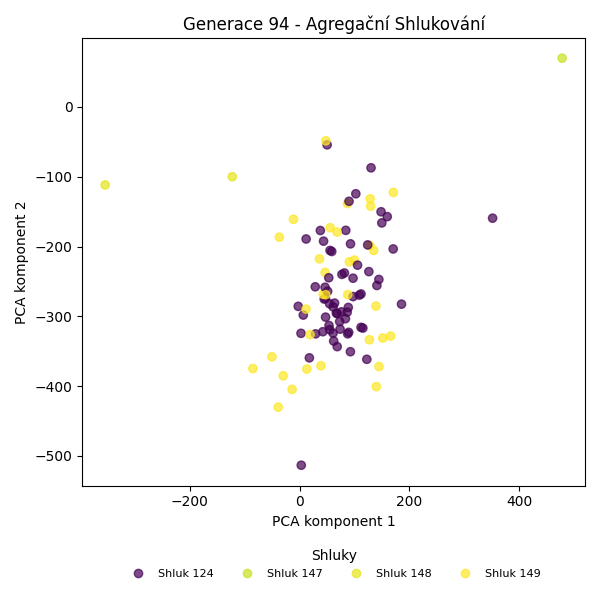 Generace 94 - Agregační Shlukování
0
−100
−200
−300
−400
−500
PCA komponent 2
−200
0
200
400
PCA komponent 1
Shluky
Shluk 124
Shluk 147
Shluk 148
Shluk 149